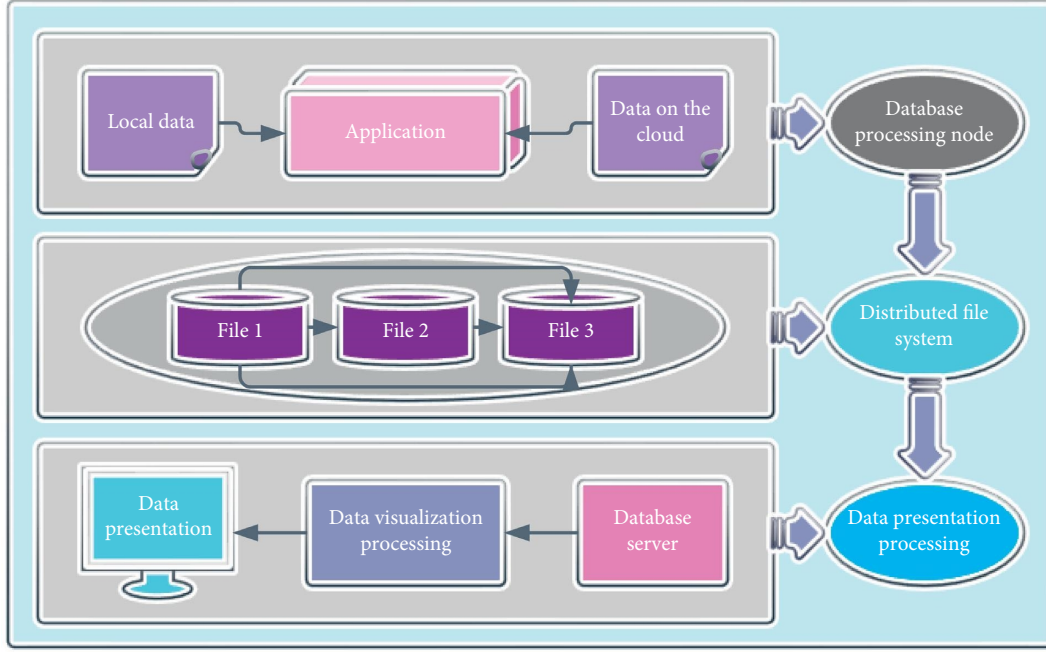 Local data
Application
Data on the
cloud
Database
processing node
File 1
File 2
File 3
Distributed file
system
Data
presentation
Data visualization
processing
Database
server
Data presentation
processing